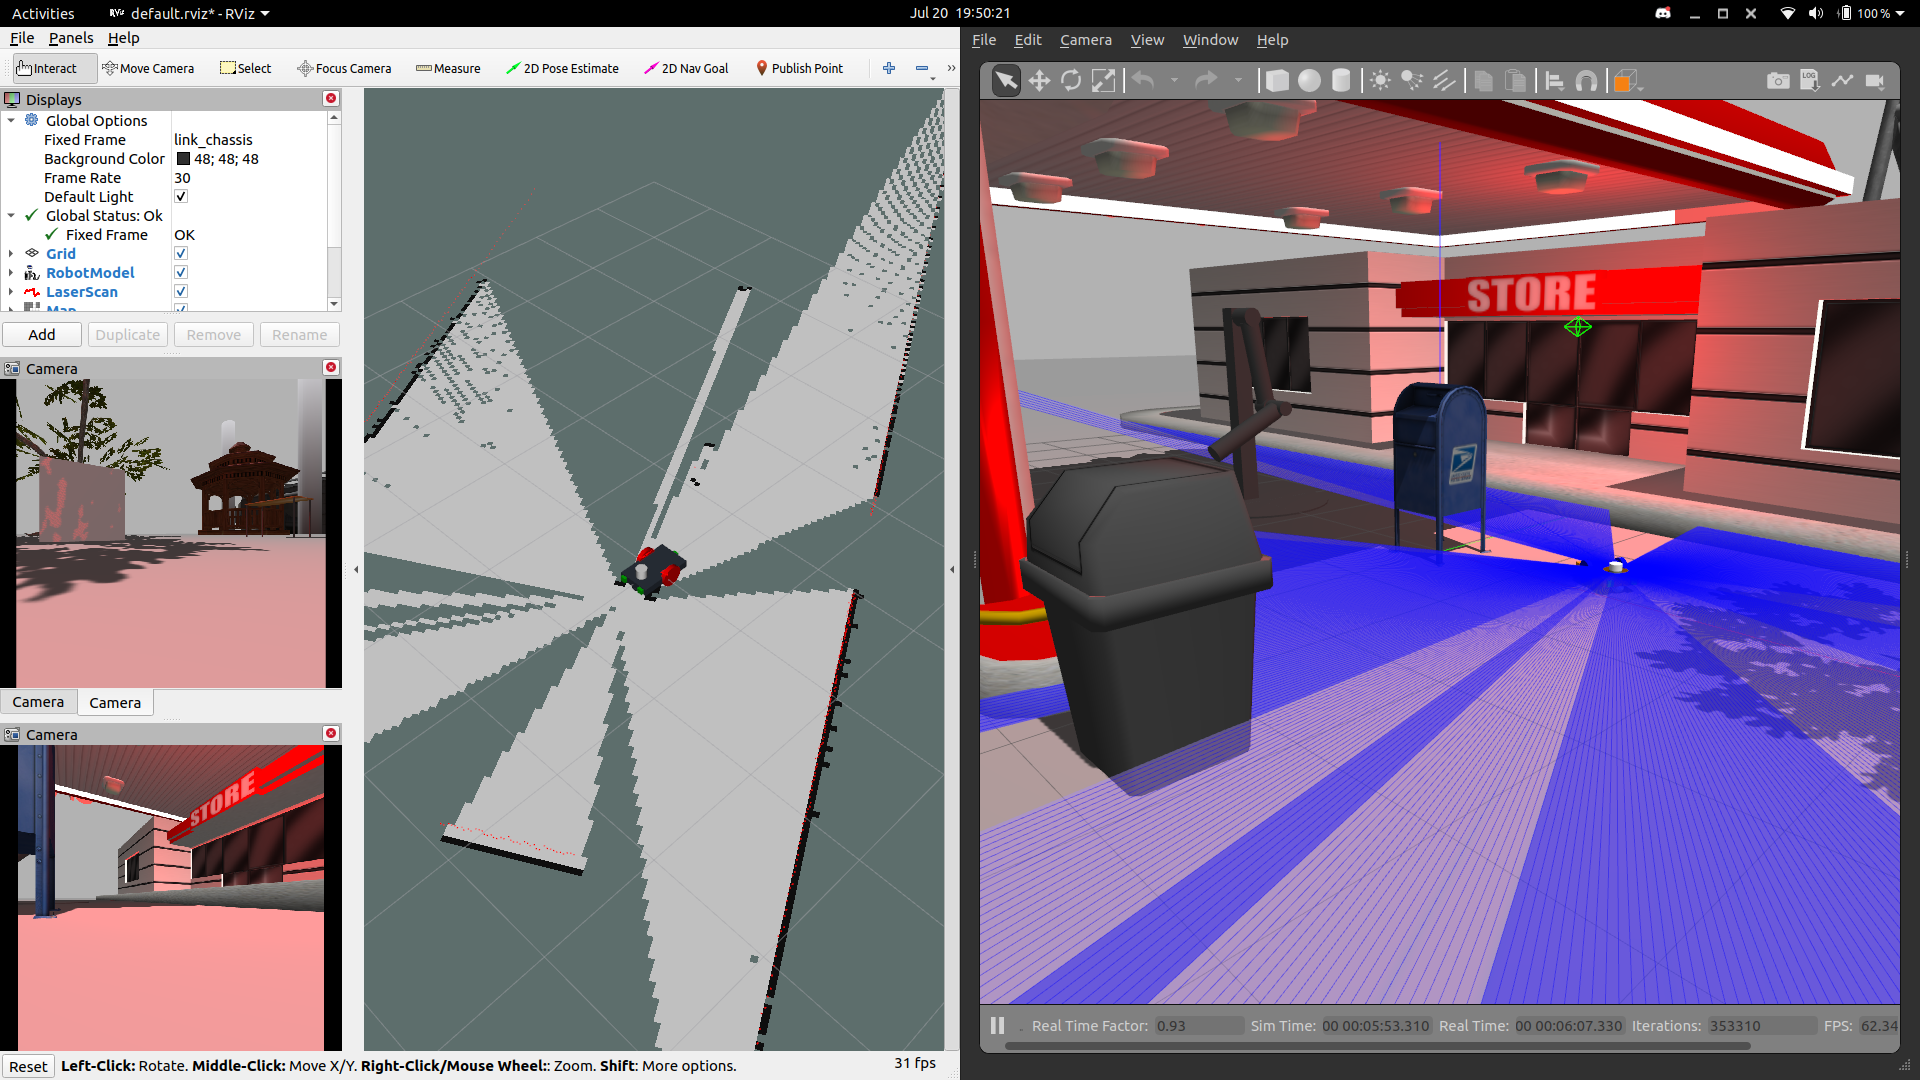 Activities
RViz
default.rviz* - RViz
Jul 20 19:50:21
100 %
File Panels Help
Interact
Move Camera
Select
Focus Camera
Measure
2D Pose Estimate
2D Nav Goal
Publish Point
»
Displays
Global Options
Fixed Frame link_chassis
Background Color 48; 48; 48
Frame Rate 30
Default Light
Global Status: Ok
Fixed Frame OK
Grid
RobotModel
LaserScan
Map
Add Duplicate Remove Rename
Camera
Camera Camera
Camera
STORE
Reset
Left-Click: Rotate. Middle-Click: Move X/Y. Right-Click/Mouse Wheel:: Zoom. Shift: More options.
31 fps
File Edit Camera View Window Help
LOG
STORE
Real Time Factor: 0.93 Sim Time: 00 00:05:53.310 Real Time: 00 00:06:07.330 Iterations: 353310 FPS: 62.34